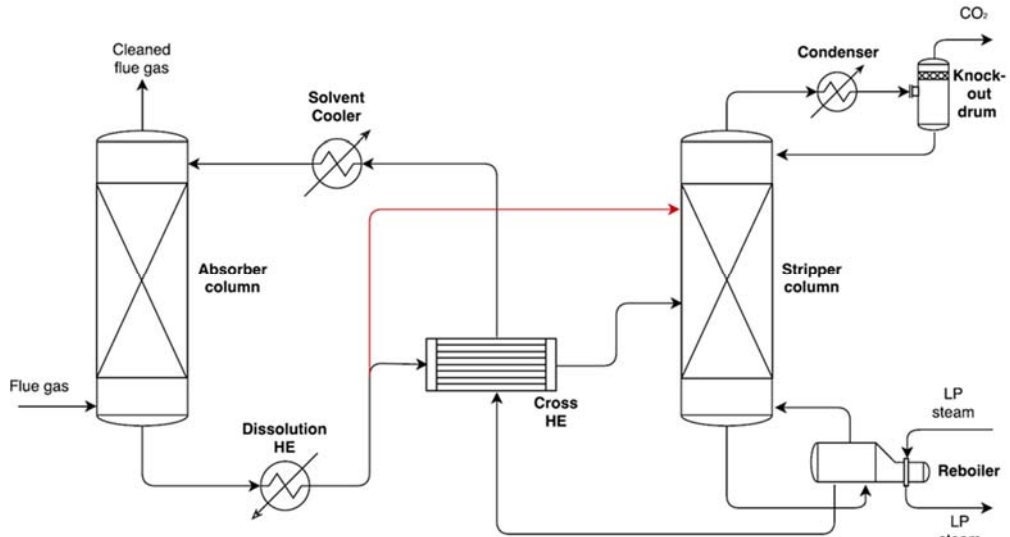 CO₂
Cleaned
flue gas
Condenser
Knock-
out
drum
Solvent
Cooler
Absorber
column
Stripper
column
Flue gas
Cross
HE
LP
steam
Dissolution
HE
Reboiler
LP